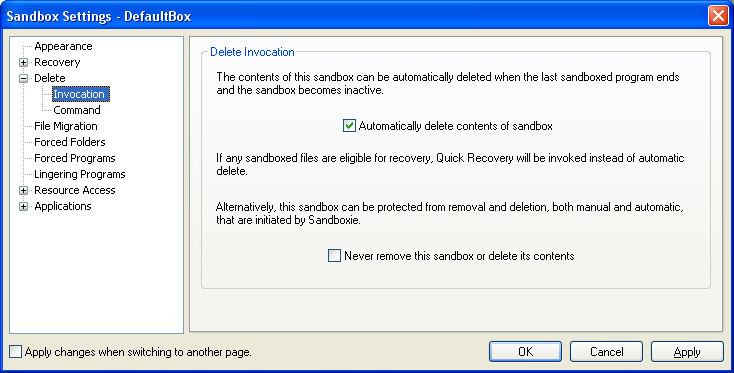 Sandbox Settings - DefaultBox
Appearance
Recovery
Delete
Invocation
Command
File Migration
Forced Folders
Forced Programs
Lingering Programs
Resource Access
Applications
Delete Invocation
The contents of this sandbox can be automatically deleted when the last sandboxed program ends
and the sandbox becomes inactive.
Automatically delete contents of sandbox
If any sandboxed files are eligible for recovery, Quick Recovery will be invoked instead of automatic
delete.
Alternatively, this sandbox can be protected from removal and deletion, both manual and automatic,
that are initiated by Sandboxie.
Never remove this sandbox or delete its contents
Apply changes when switching to another page.
OK
Cancel
Apply